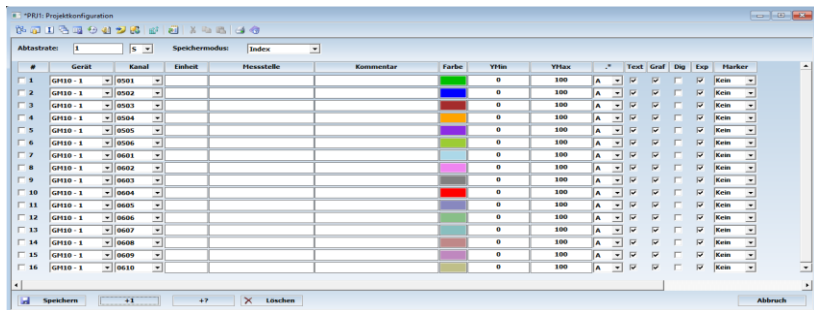 *PRJ1: Projektkonfiguration
Abtastrate: 1 S Speichermodus: Index
# Gerät Kanal Einheit Messstelle Kommentar Farbe YMin YMax .* Text Graf Dig Exp Marker
1 GM10 - 1 0501 0 100 A Kein
2 GM10 - 1 0502 0 100 A Kein
3 GM10 - 1 0503 0 100 A Kein
4 GM10 - 1 0504 0 100 A Kein
5 GM10 - 1 0505 0 100 A Kein
6 GM10 - 1 0506 0 100 A Kein
7 GM10 - 1 0601 0 100 A Kein
8 GM10 - 1 0602 0 100 A Kein
9 GM10 - 1 0603 0 100 A Kein
10 GM10 - 1 0604 0 100 A Kein
11 GM10 - 1 0605 0 100 A Kein
12 GM10 - 1 0606 0 100 A Kein
13 GM10 - 1 0607 0 100 A Kein
14 GM10 - 1 0608 0 100 A Kein
15 GM10 - 1 0609 0 100 A Kein
16 GM10 - 1 0610 0 100 A Kein
Speichern +1 +? Löschen Abbruch